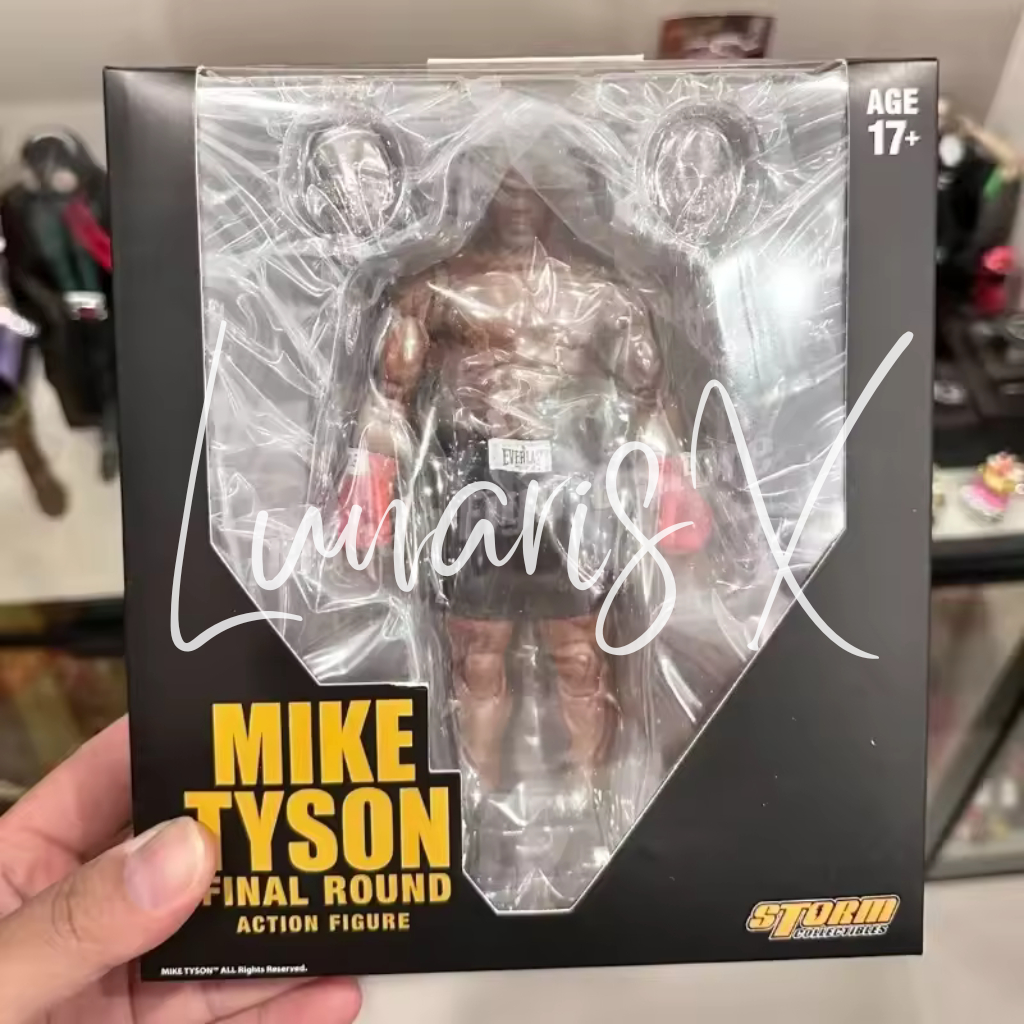 AGE
17+
EVERLAST
LunarisX
MIKE
TYSON
FINAL ROUND
ACTION FIGURE
STORM
COLLECTIBLES
MIKE TYSON™ ALL Rights Reserved.